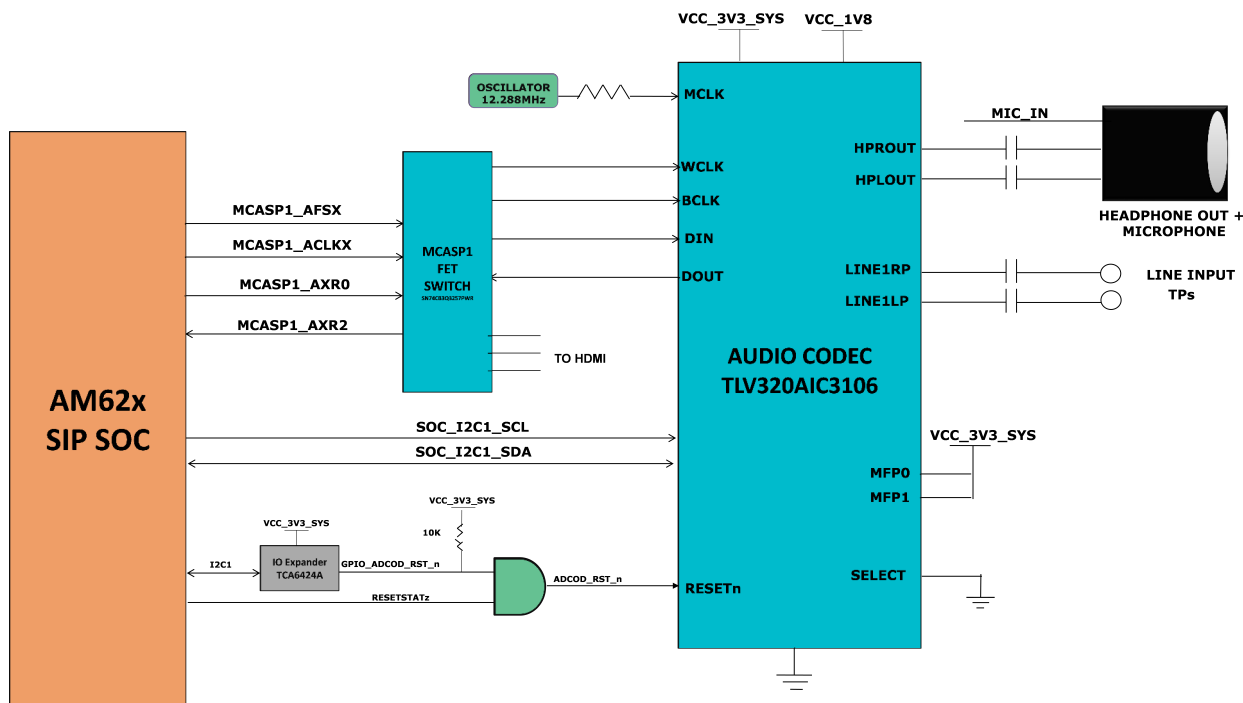 VCC_3V3_SYS
VCC_1V8
OSCILLATOR
12.288MHz
MCLK
MIC_IN
HPROUT
HPLOUT
HEADPHONE OUT +
MICROPHONE
WCLK
BCLK
DIN
DOUT
MCASP1_AFSX
MCASP1_ACLKX
MCASP1_AXR0
MCASP1_AXR2
MCASP1
FET
SWITCH
SN74CB3Q3257PWR
TO HDMI
LINE1RP
LINE1LP
LINE INPUT
TPs
AUDIO CODEC
TLV320AIC3106
AM62x
SIP SOC
SOC_I2C1_SCL
SOC_I2C1_SDA
VCC_3V3_SYS
MFP0
MFP1
VCC_3V3_SYS
10K
VCC_3V3_SYS
I2C1
IO Expander
TCA6424A
GPIO_ADCOD_RST_n
RESETSTATz
ADCOD_RST_n
RESETn
SELECT